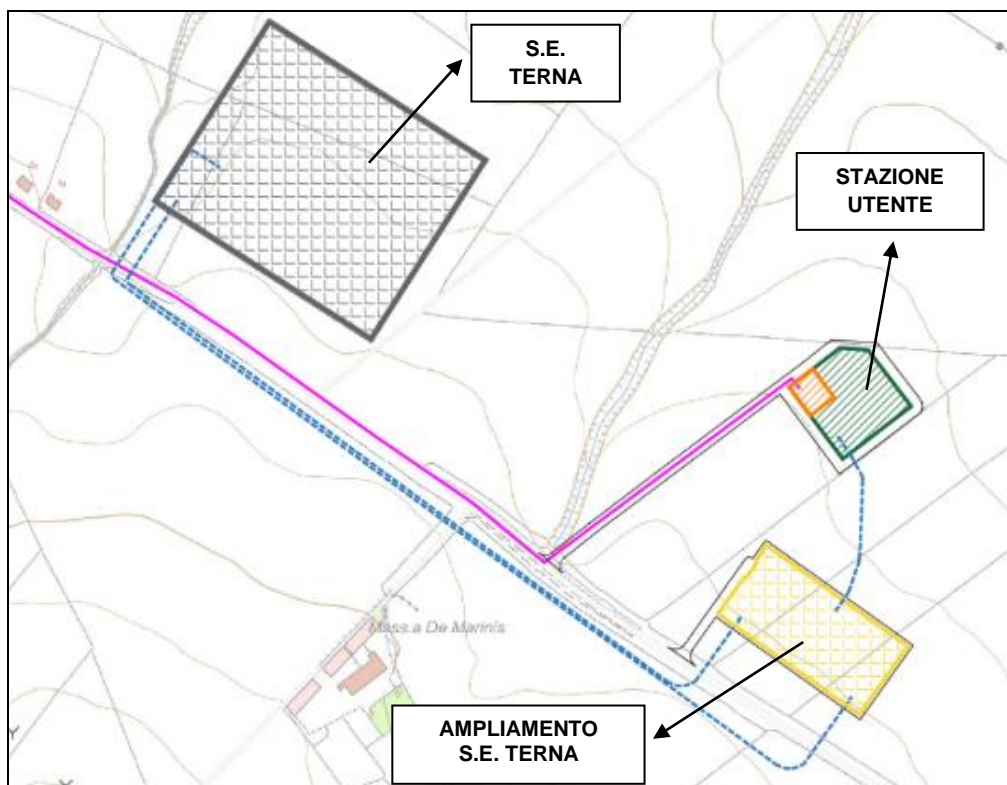 S.E.
TERNA
STAZIONE
UTENTE
Mass.a De Marinis
AMPLIAMENTO
S.E. TERNA